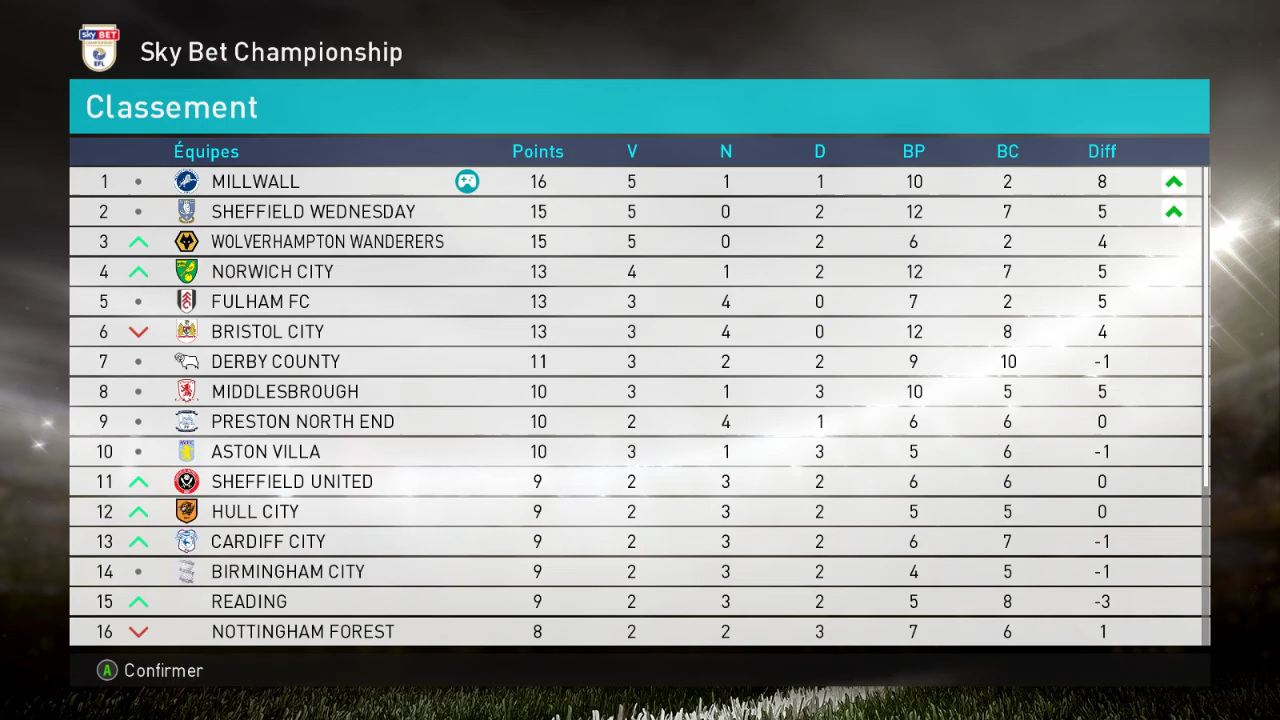 sky BET
EFL
Sky Bet Championship
Classement
Équipes Points V N D BP BC Diff
1 MILLWALL 16 5 1 1 10 2 8
2 SHEFFIELD WEDNESDAY 15 5 0 2 12 7 5
3 WOLVERHAMPTON WANDERERS 15 5 0 2 6 2 4
4 NORWICH CITY 13 4 1 2 12 7 5
5 FULHAM FC 13 3 4 0 7 2 5
6 BRISTOL CITY 13 3 4 0 12 8 4
7 DERBY COUNTY 11 3 2 2 9 10 -1
8 MIDDLESBROUGH 10 3 1 3 10 5 5
9 PRESTON NORTH END 10 2 4 1 6 6 0
10 ASTON VILLA 10 3 1 3 5 6 -1
11 SHEFFIELD UNITED 9 2 3 2 6 6 0
12 HULL CITY 9 2 3 2 5 5 0
13 CARDIFF CITY 9 2 3 2 6 7 -1
14 BIRMINGHAM CITY 9 2 3 2 4 5 -1
15 READING 9 2 3 2 5 8 -3
16 NOTTINGHAM FOREST 8 2 2 3 7 6 1
A Confirmer